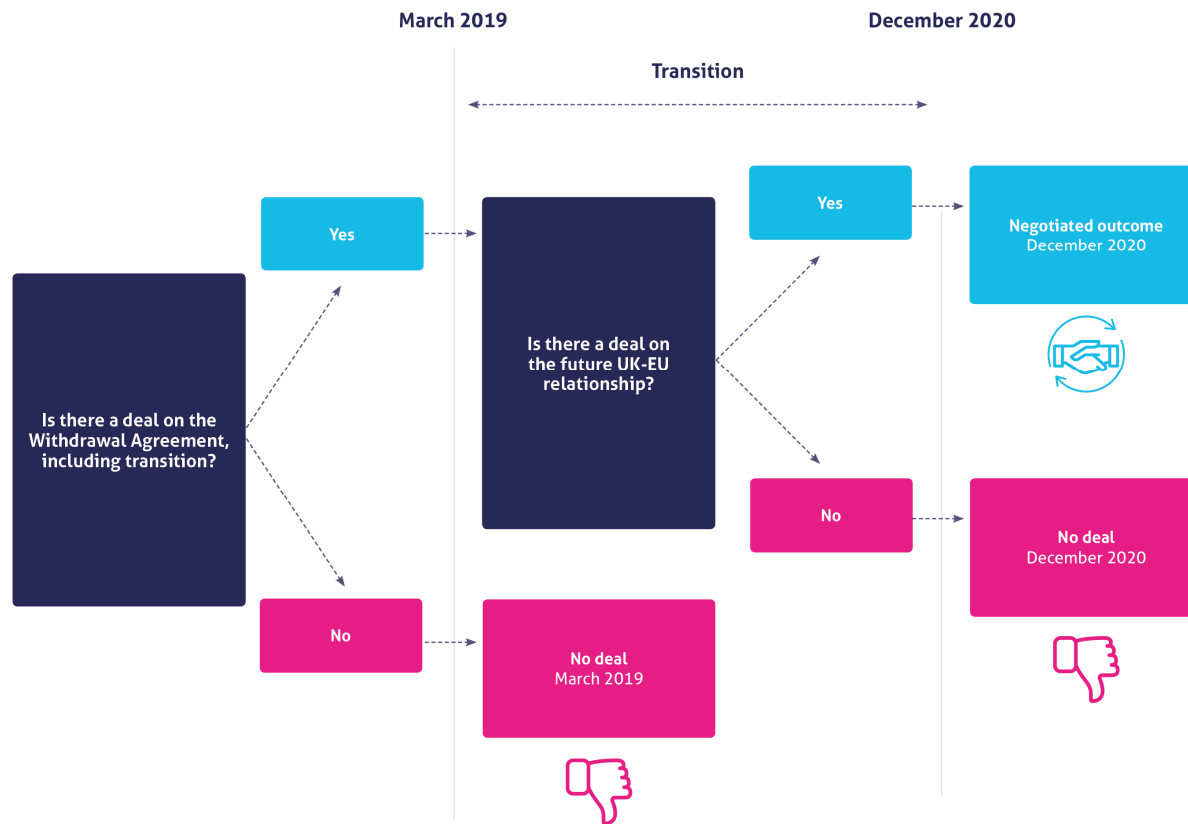 March 2019
December 2020
Transition
Yes
Yes
Negotiated outcome
December 2020
Is there a deal on
the future UK-EU
relationship?
Is there a deal on the
Withdrawal Agreement,
including transition?
No
No deal
December 2020
No
No deal
March 2019